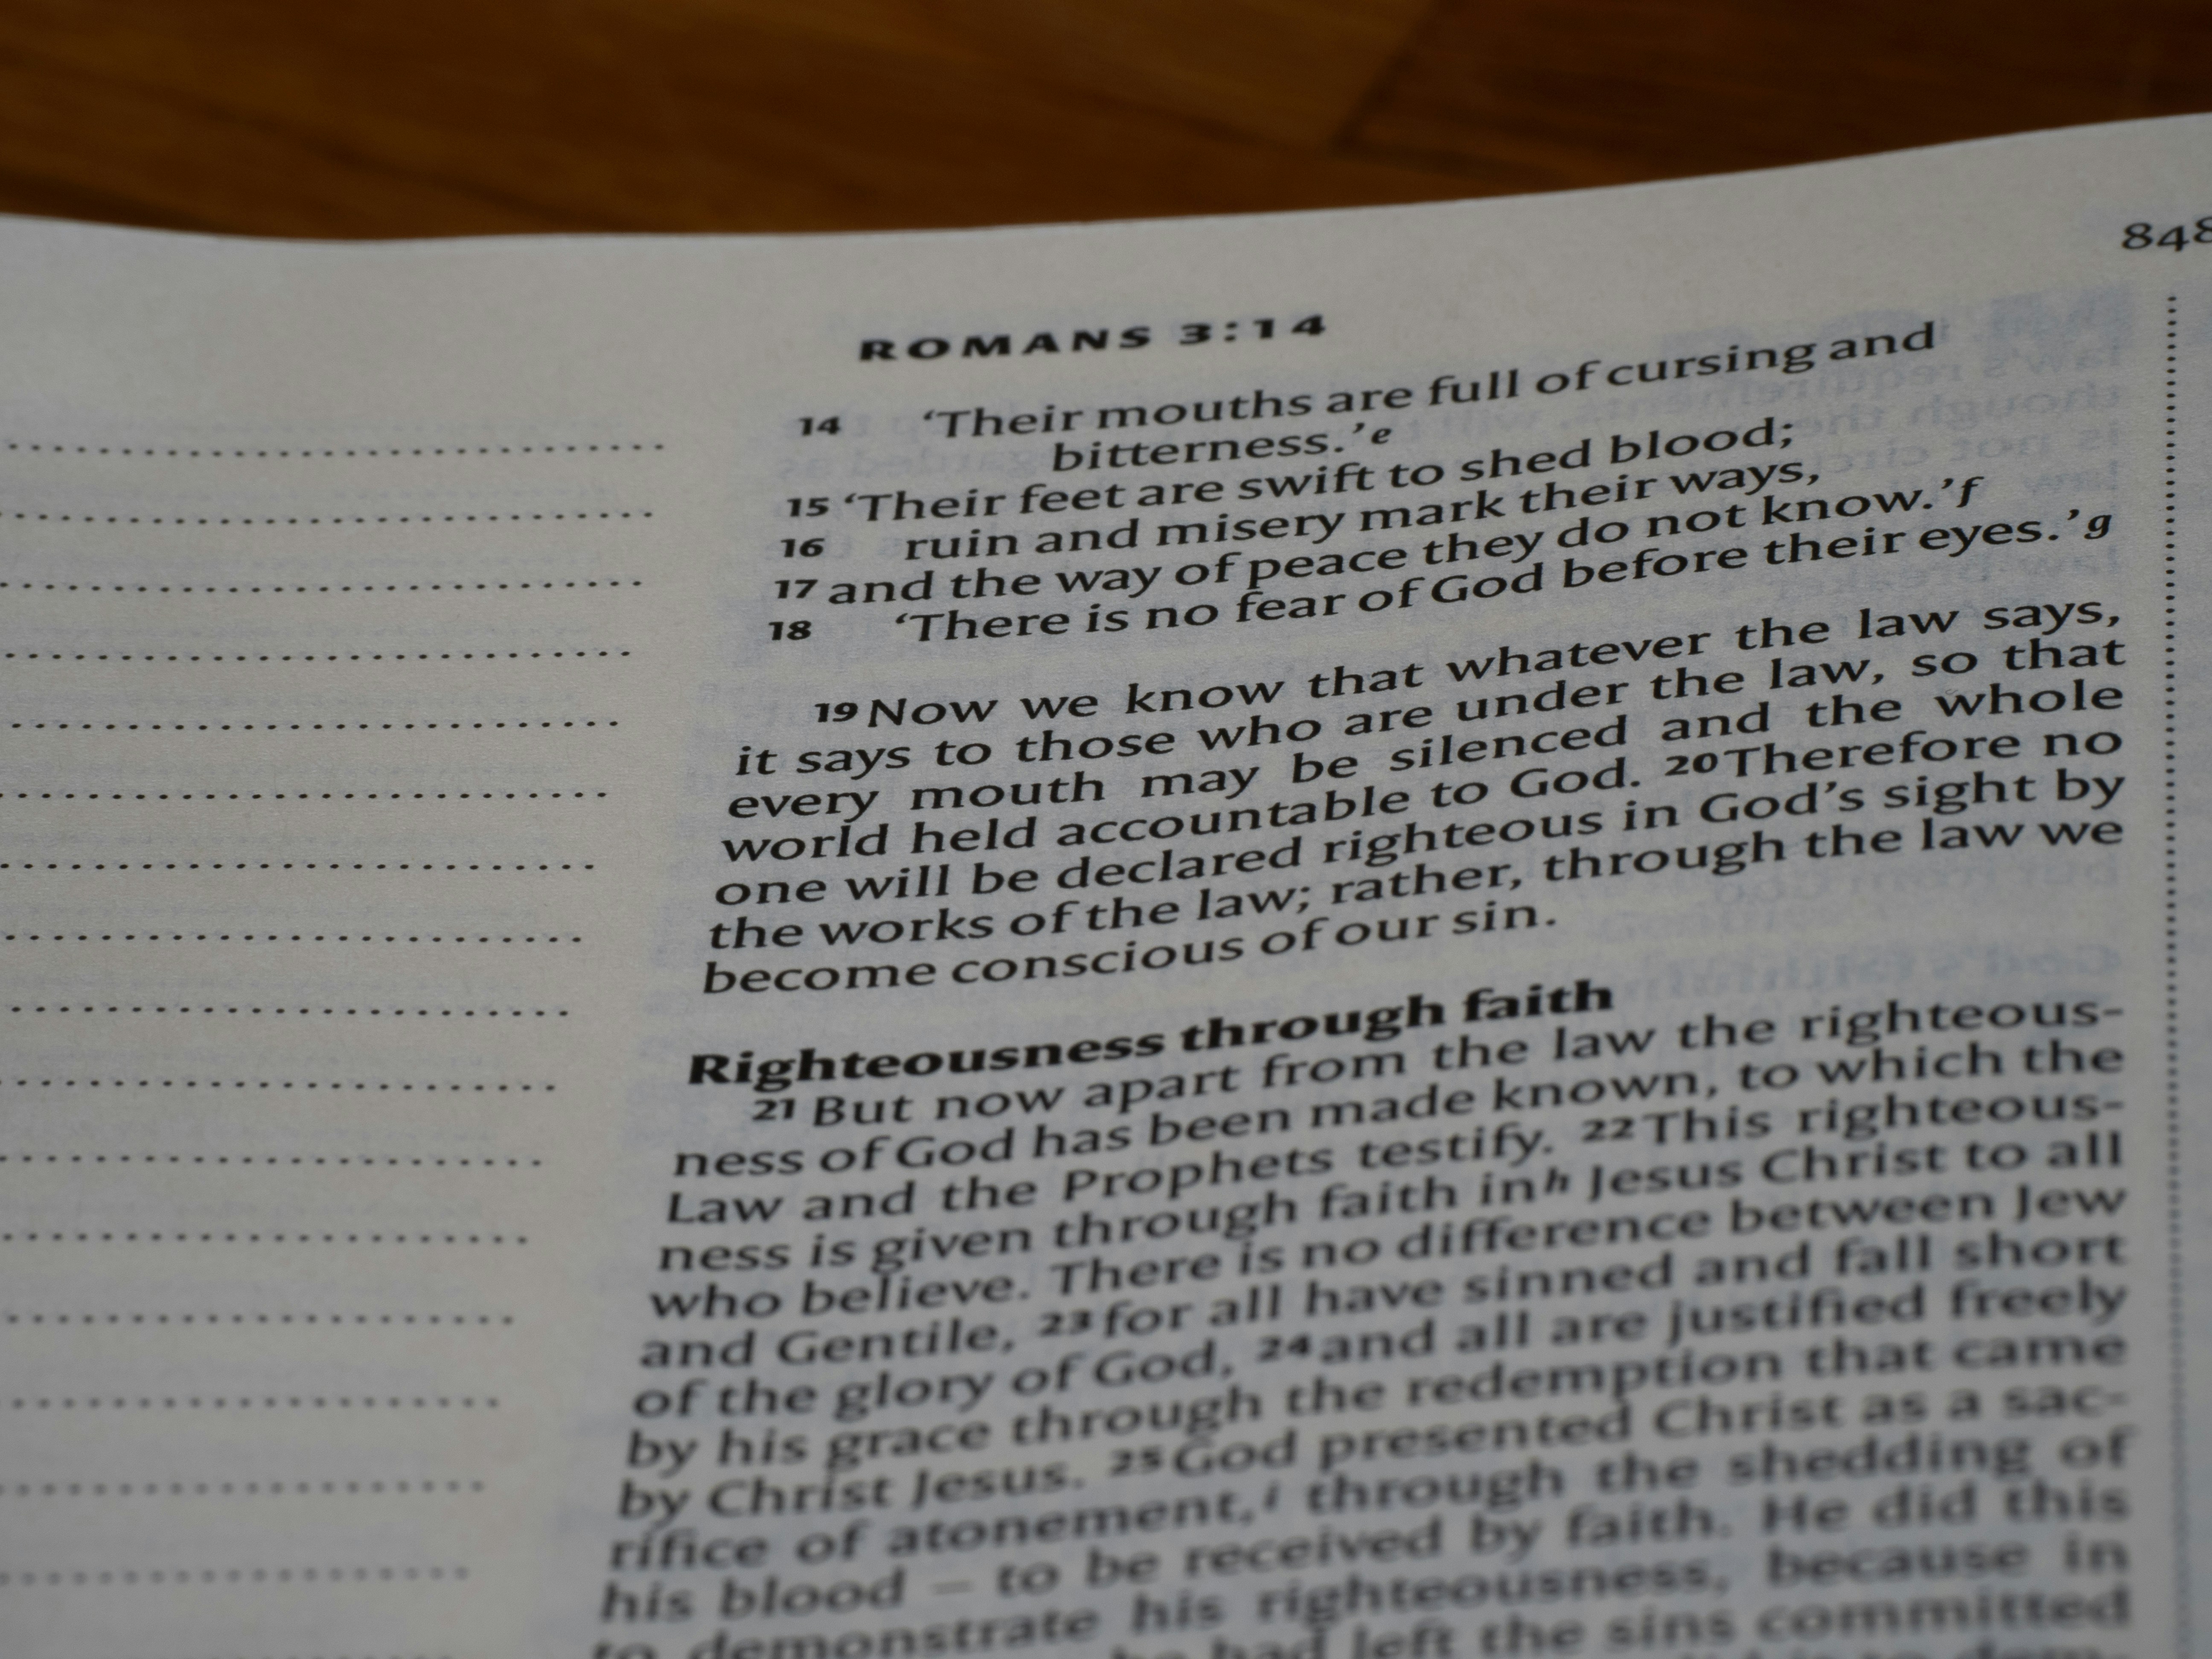 848
ROMANS 3:14
14 ‘Their mouths are full of cursing and
bitterness.’e
15 ‘Their feet are swift to shed blood;
16 ruin and misery mark their ways,
17 and the way of peace they do not know.’f
18 ‘There is no fear of God before their eyes.’g
19 Now we know that whatever the law says,
it says to those who are under the law, so that
every mouth may be silenced and the whole
world held accountable to God. 20 Therefore no
one will be declared righteous in God’s sight by
the works of the law; rather, through the law we
become conscious of our sin.
Righteousness through faith
21 But now apart from the law the righteous-
ness of God has been made known, to which the
Law and the Prophets testify. 22 This righteous-
ness is given through faith in h Jesus Christ to all
who believe. There is no difference between Jew
and Gentile, 23 for all have sinned and fall short
of the glory of God, 24 and all are justified freely
by his grace through the redemption that came
by Christ Jesus. 25 God presented Christ as a sac-
rifice of atonement,i through the shedding of
his blood – to be received by faith. He did this
to demonstrate his righteousness, because in
he had left the sins committed